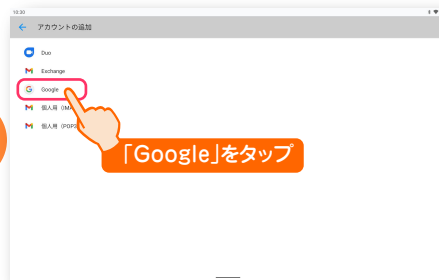 10:30
アカウントの追加
Duo
Exchange
Google
個人用（IMA
個人用（POP3
「Google」をタップ